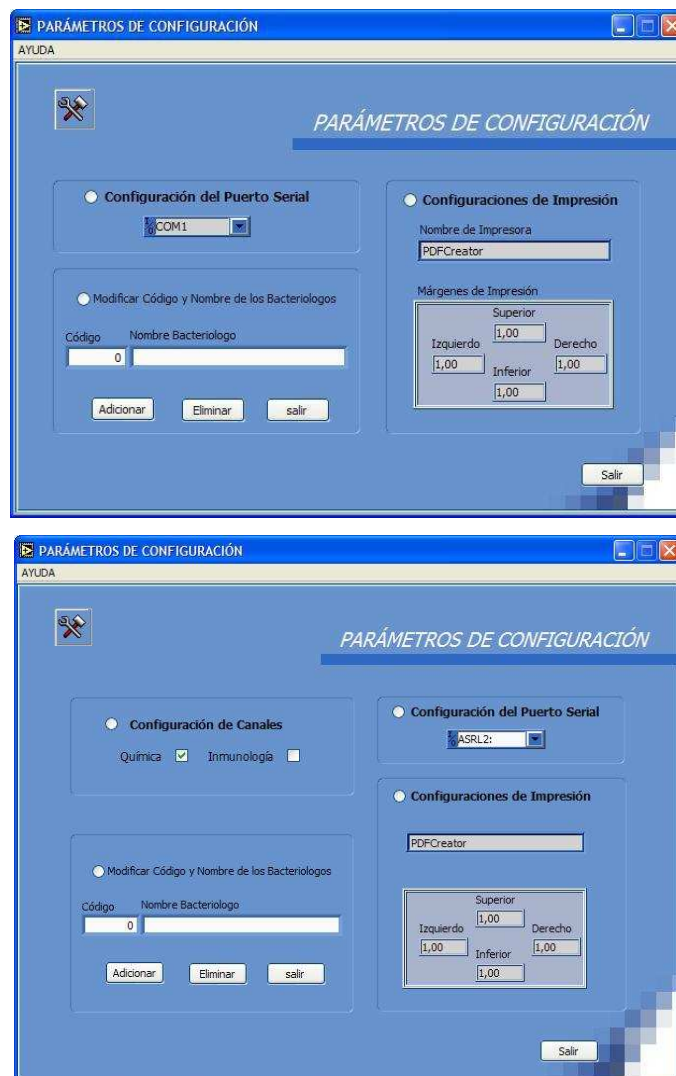 PARÁMETROS DE CONFIGURACIÓN
AYUDA
PARÁMETROS DE CONFIGURACIÓN
Configuración del Puerto Serial
COM1
Modificar Código y Nombre de los Bacteriologos
Código Nombre Bacteriologo
0
Adicionar Eliminar salir
Configuraciones de Impresión
Nombre de Impresora
PDFCreator
Márgenes de Impresión
Superior
1,00
Izquierdo Derecho
1,00 1,00
Inferior
1,00
Salir
PARÁMETROS DE CONFIGURACIÓN
AYUDA
PARÁMETROS DE CONFIGURACIÓN
Configuración de Canales
Química Inmunología
Modificar Código y Nombre de los Bacteriologos
Código Nombre Bacteriologo
0
Adicionar Eliminar salir
Configuración del Puerto Serial
ASRL2:
Configuraciones de Impresión
PDFCreator
Superior
1,00
Izquierdo Derecho
1,00 1,00
Inferior
1,00
Salir